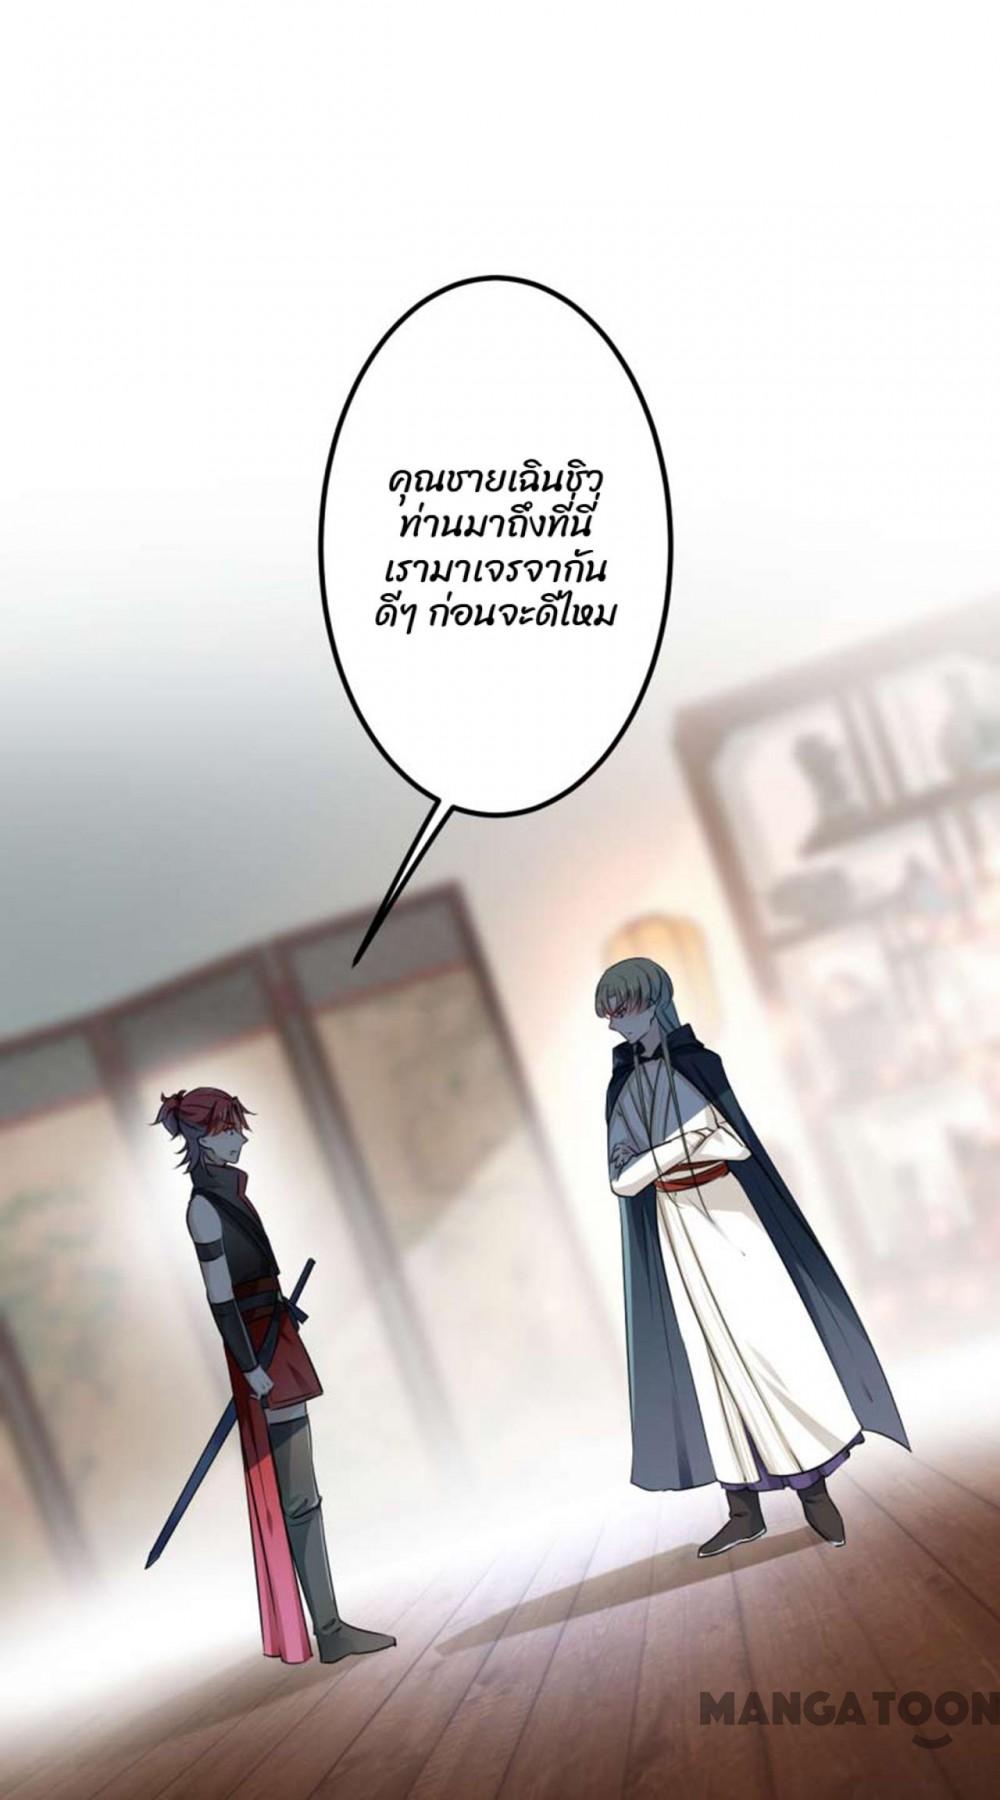 คุณชายเฉินชิว
ท่านมาถึงที่นี่
เรามาเจรจากัน
ดีๆ ก่อนจะดีไหม
MANGATOON